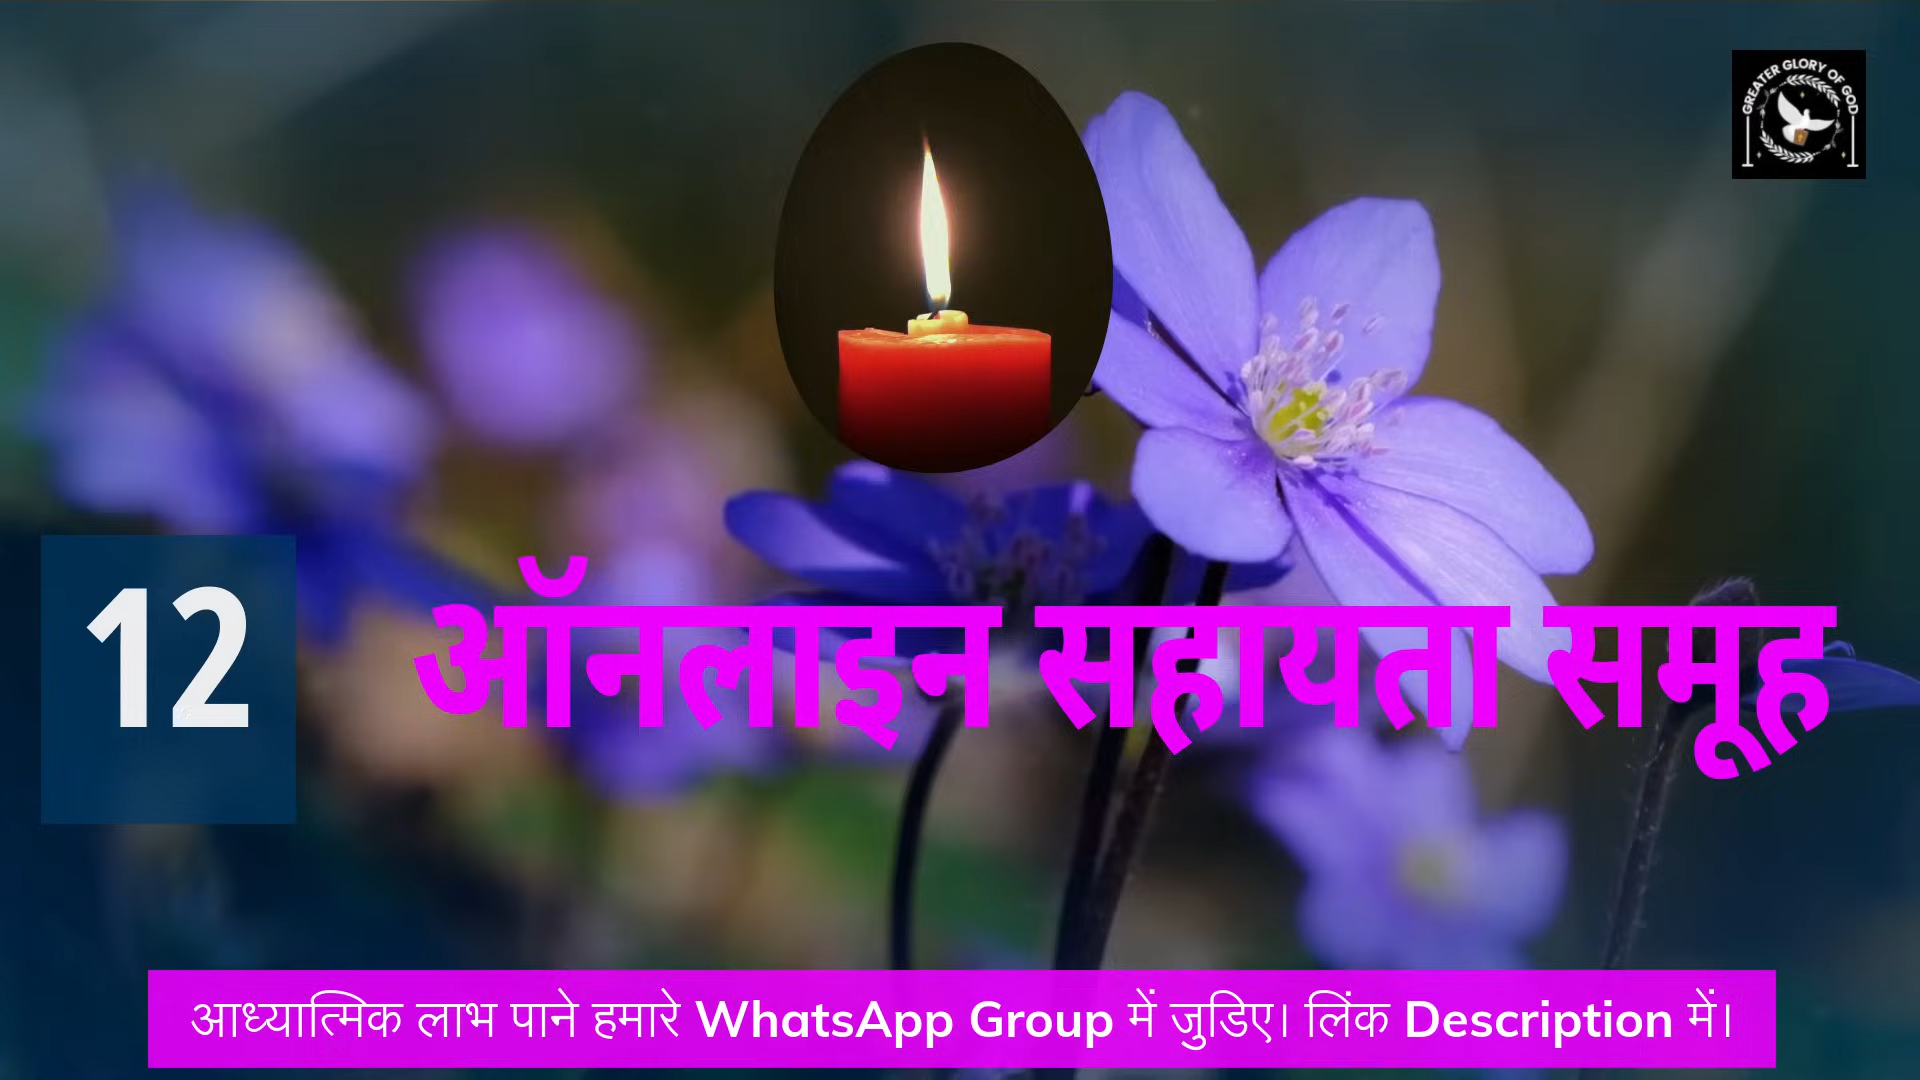 GREATER GLORY OF GOD
12
ऑनलाइन सहायता समूह
आध्यात्मिक लाभ पाने हमारे WhatsApp Group में जुडिए। लिंक Description में।